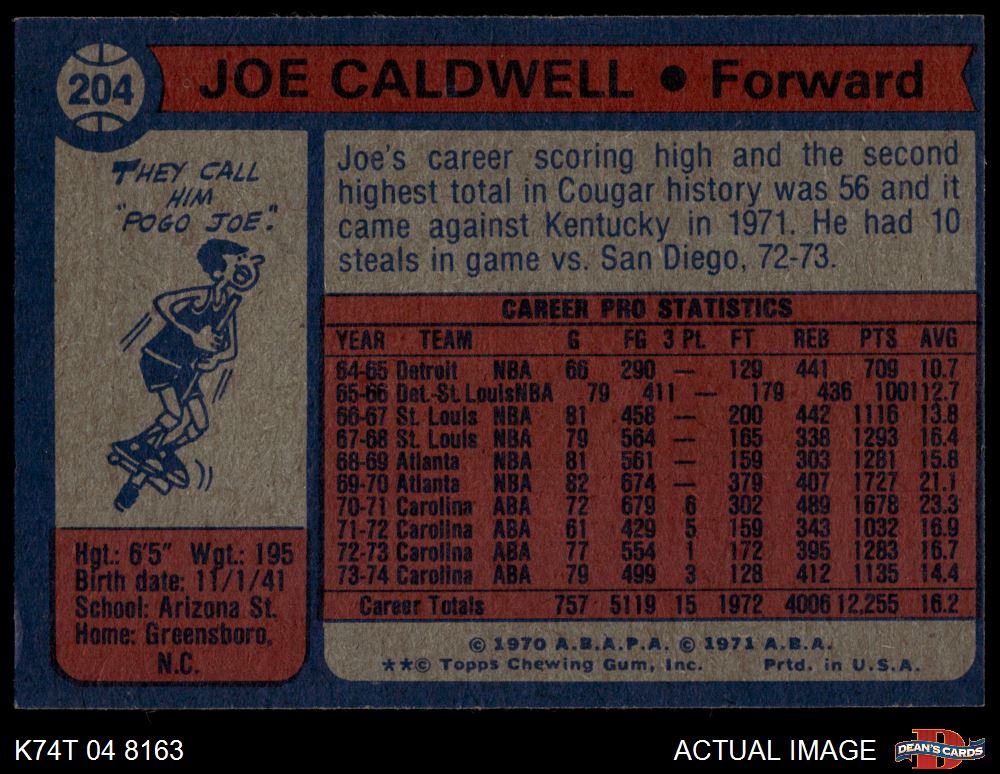 204
JOE CALDWELL ● Forward
THEY CALL
HIM
"POGO JOE".
Joe's career scoring high and the second
highest total in Cougar history was 56 and it
came against Kentucky in 1971. He had 10
steals in game vs. San Diego, 72-73.
CAREER PRO STATISTICS
YEAR TEAM G FG 3 Pt. FT REB PTS AVG
64-65 Detroit NBA 66 290 — 129 441 709 10.7
65-66 Det.-St. Louis NBA 79 411 — 179 436 1001 12.7
66-67 St. Louis NBA 81 458 — 200 442 1116 13.8
67-68 St. Louis NBA 79 564 — 165 338 1293 16.4
68-69 Atlanta NBA 81 561 — 159 303 1281 15.8
69-70 Atlanta NBA 82 674 — 379 407 1727 21.1
70-71 Carolina ABA 72 679 6 302 489 1678 23.3
71-72 Carolina ABA 61 429 5 159 343 1032 16.9
72-73 Carolina ABA 77 554 1 172 395 1283 16.7
73-74 Carolina ABA 79 499 3 128 412 1135 14.4
Career Totals 757 5119 15 1972 4006 12,255 16.2
Hgt.: 6'5" Wgt.: 195
Birth date: 11/1/41
School: Arizona St.
Home: Greensboro,
N.C.
© 1970 A.B.A.P.A. © 1971 A.B.A.
**© Topps Chewing Gum, Inc. Prtd. in U.S.A.
K74T 04 8163
ACTUAL IMAGE
DEAN'S CARDS